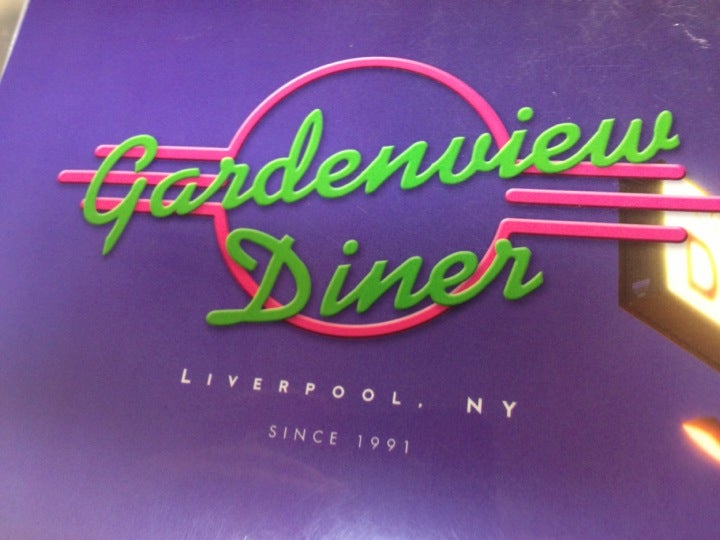 Gardenview
Diner
LIVERPOOL, NY
SINCE 1991